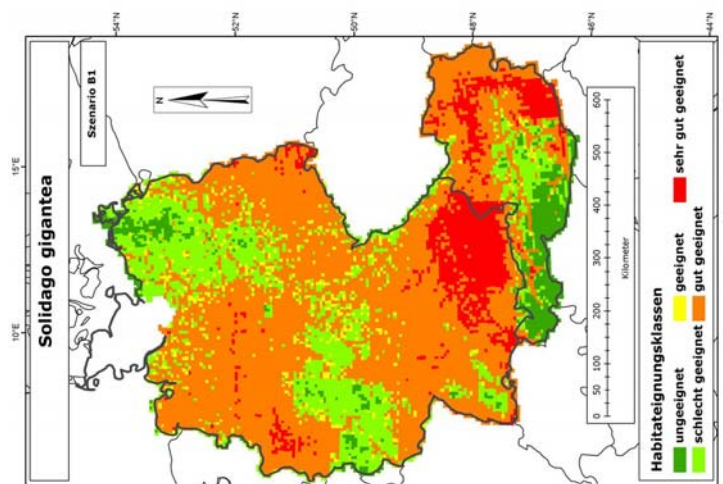 Solidago gigantea
Szenario B1
N
10°E
15°E
54°N
52°N
50°N
48°N
46°N
44°N
0 50 100 200 300 400 500 600
Kilometer
Habitateignungsklassen
ungeeignet
geeignet
sehr gut geeignet
schlecht geeignet
gut geeignet